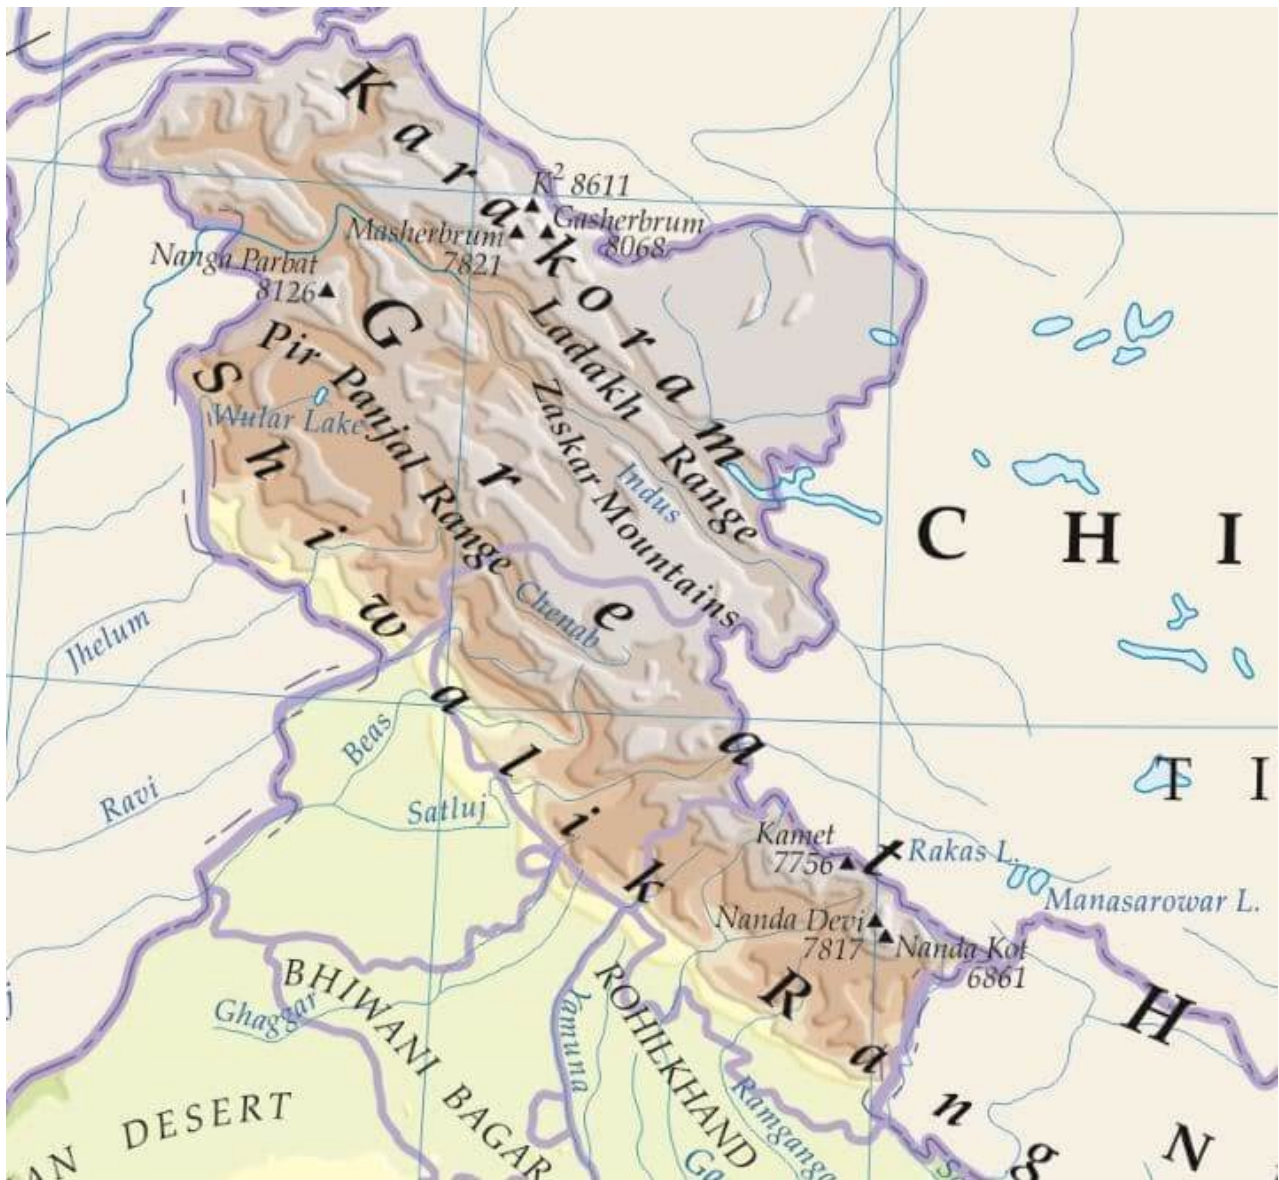 Karakoram
K2 8611
Gasherbrum
8068
Masherbrum
7821
Nanga Parbat
8126
Great
Pir Panjal Range
Ladakh Range
Zaskar Mountains
Shiwalik Range
Wular Lake
Indus
CHI
Chenab
Jhelum
Beas
Satluj
Ravi
TI
Kamet
7756
Rakas L.
Manasarowar L.
Nanda Devi
7817
Nanda Kot
6861
H
BHIWANI BAGAR
Ghaggar
Yamuna
ROHILKHAND
Ramganga
Ga
N
AN DESERT